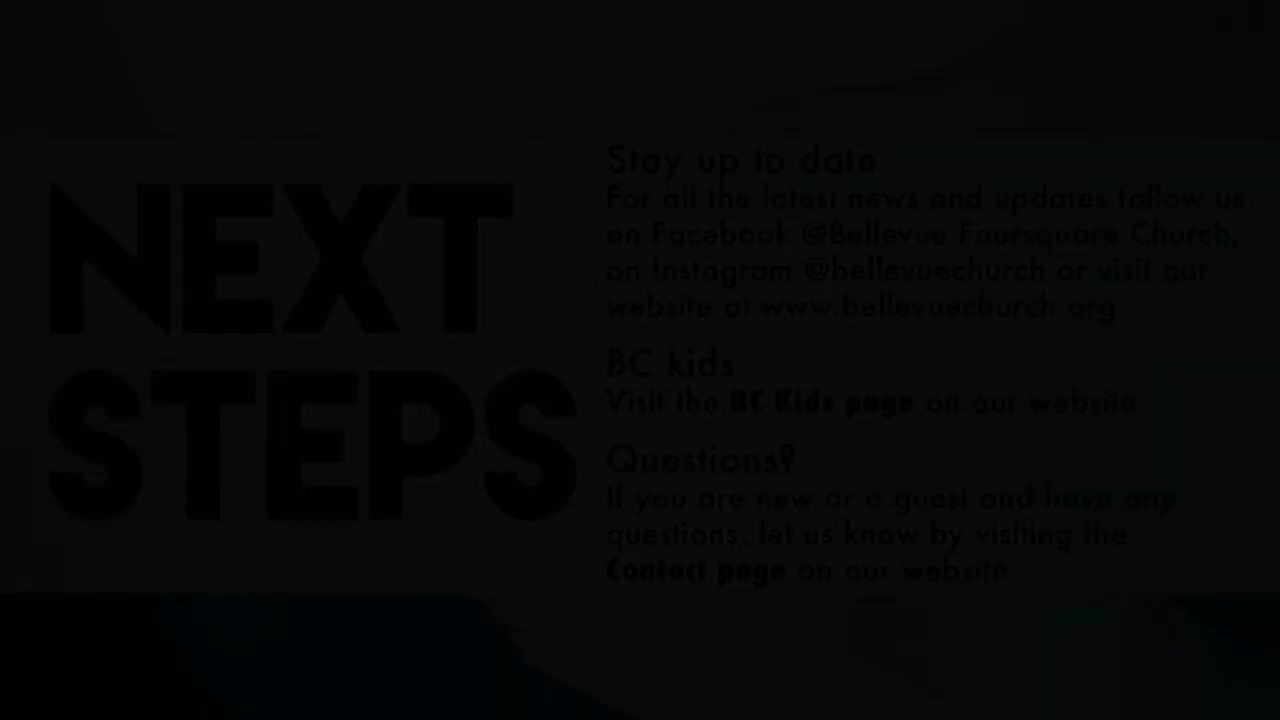 NEXT
STEPS
Stay up to date
For all the latest news and updates follow us
on Facebook @Bellevue Foursquare Church,
on Instagram @bellevuechurch or visit our
website at www.bellevuechurch.org
BC kids
Visit the BC Kids page on our website
Questions?
If you are new or a guest and have any
questions, let us know by visiting the
Contact page on our website